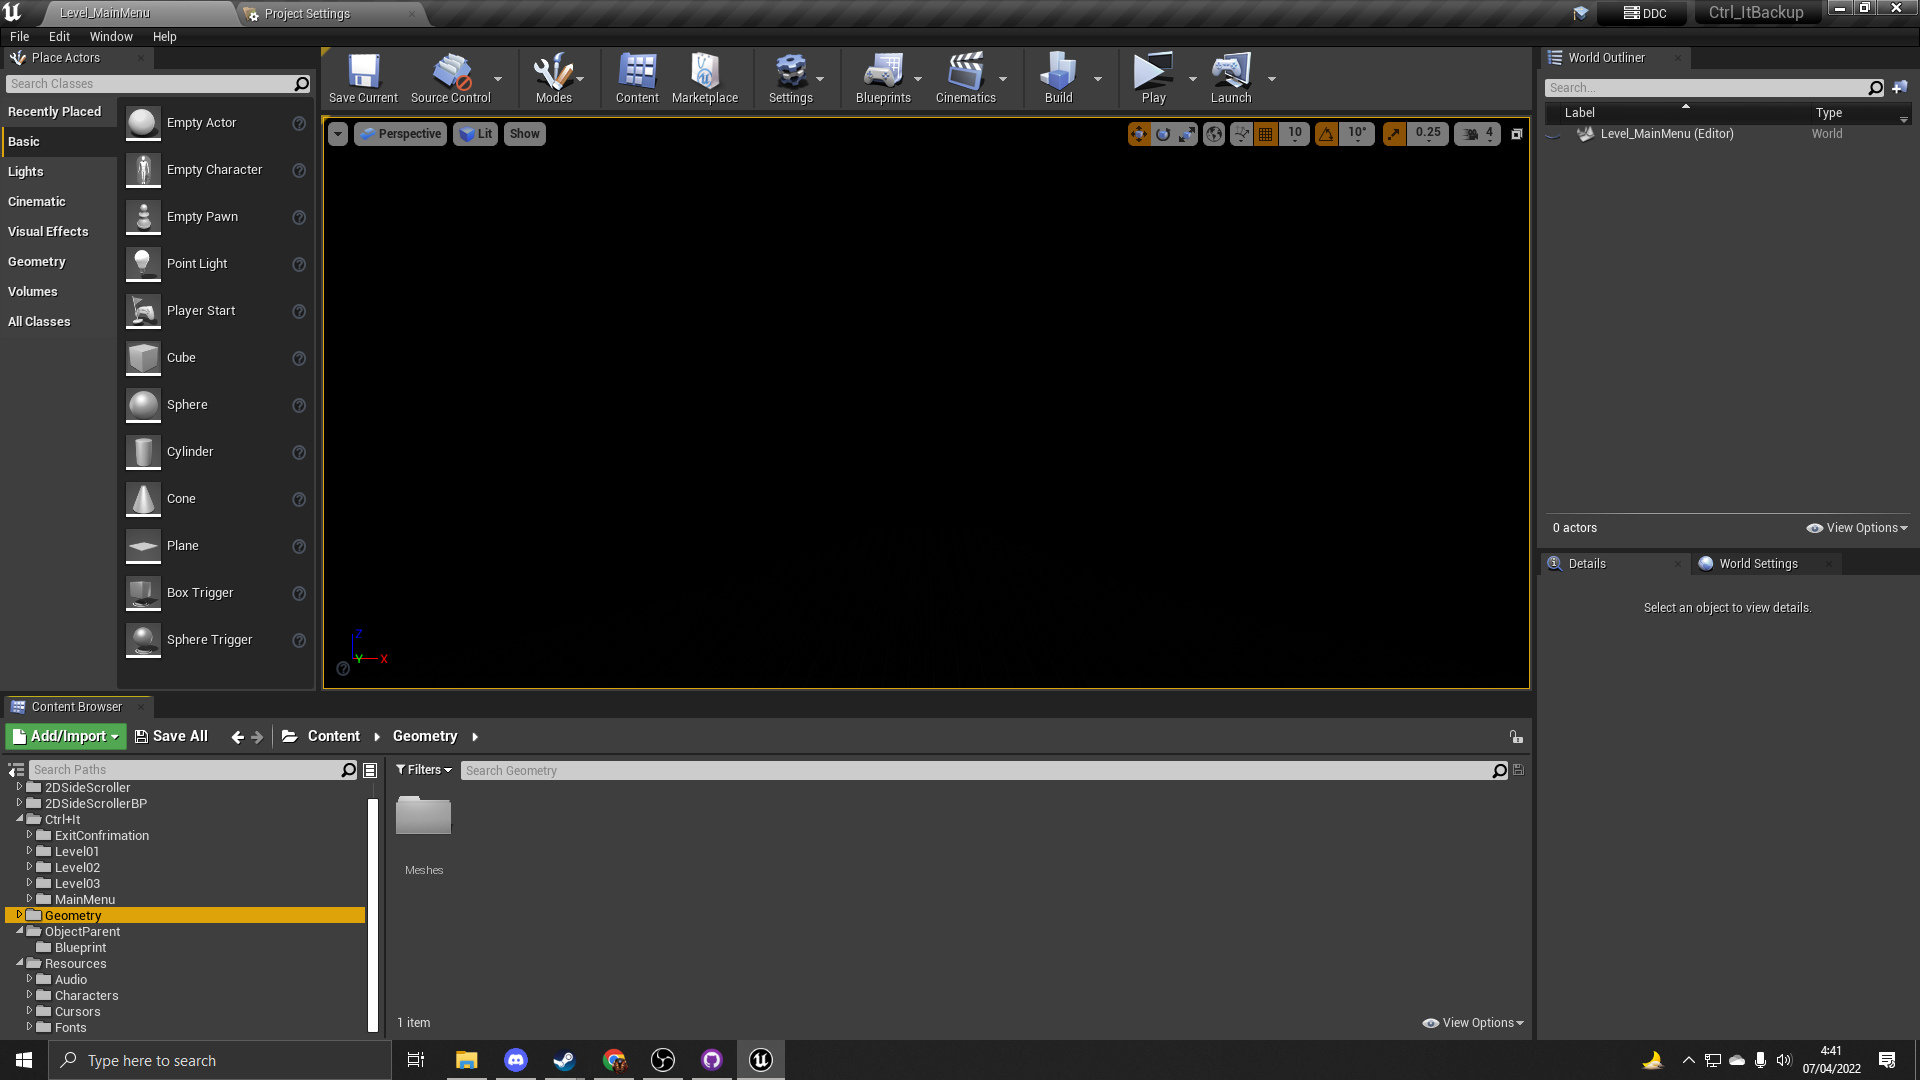 Level_MainMenu
Project Settings
DDC
Ctrl_ItBackup
File Edit Window Help
Place Actors
Search Classes
Recently Placed
Basic
Lights
Cinematic
Visual Effects
Geometry
Volumes
All Classes
Empty Actor
Empty Character
Empty Pawn
Point Light
Player Start
Cube
Sphere
Cylinder
Cone
Plane
Box Trigger
Sphere Trigger
Save Current
Source Control
Modes
Content
Marketplace
Settings
Blueprints
Cinematics
Build
Play
Launch
Perspective Lit Show
10 10° 0.25 4
Z
Y X
World Outliner
Search...
Label Type
Level_MainMenu (Editor) World
0 actors View Options
Details World Settings
Select an object to view details.
Content Browser
Add/Import Save All Content Geometry
Search Paths
2DSideScroller
2DSideScrollerBP
Ctrl+It
ExitConfrimation
Level01
Level02
Level03
MainMenu
Geometry
ObjectParent
Blueprint
Resources
Audio
Characters
Cursors
Fonts
Filters Search Geometry
Meshes
1 item View Options
Type here to search
4:41
07/04/2022